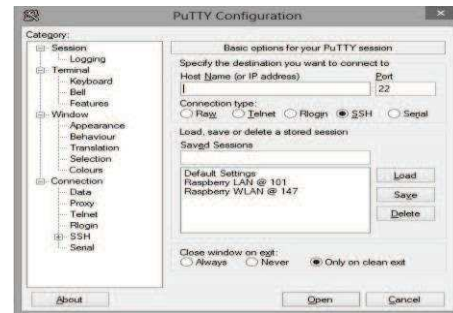 PuTTY Configuration
Category:
Session
Logging
Terminal
Keyboard
Bell
Features
Window
Appearance
Behaviour
Translation
Selection
Colours
Connection
Data
Proxy
Telnet
Rlogin
SSH
Serial
Basic options for your PuTTY session
Specify the destination you want to connect to
Host Name (or IP address) Port
22
Connection type:
Raw Telnet Rlogin SSH Serial
Load, save or delete a stored session
Saved Sessions
Default Settings
Raspberry LAN @ 101
Raspberry WLAN @ 147
Load
Save
Delete
Close window on exit:
Always Never Only on clean exit
About Open Cancel